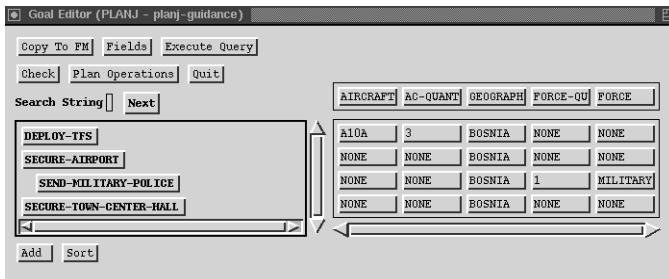 Goal Editor (PLANJ - planj-guidance)
Copy To FM Fields Execute Query
Check Plan Operations Quit
Search String Next
AIRCRAFT AC-QUANT GEOGRAPH FORCE-QU FORCE
DEPLOY-TFS A10A 3 BOSNIA NONE NONE
SECURE-AIRPORT NONE NONE BOSNIA NONE NONE
SEND-MILITARY-POLICE NONE NONE BOSNIA 1 MILITARY
SECURE-TOWN-CENTER-HALL NONE NONE BOSNIA NONE NONE
Add Sort